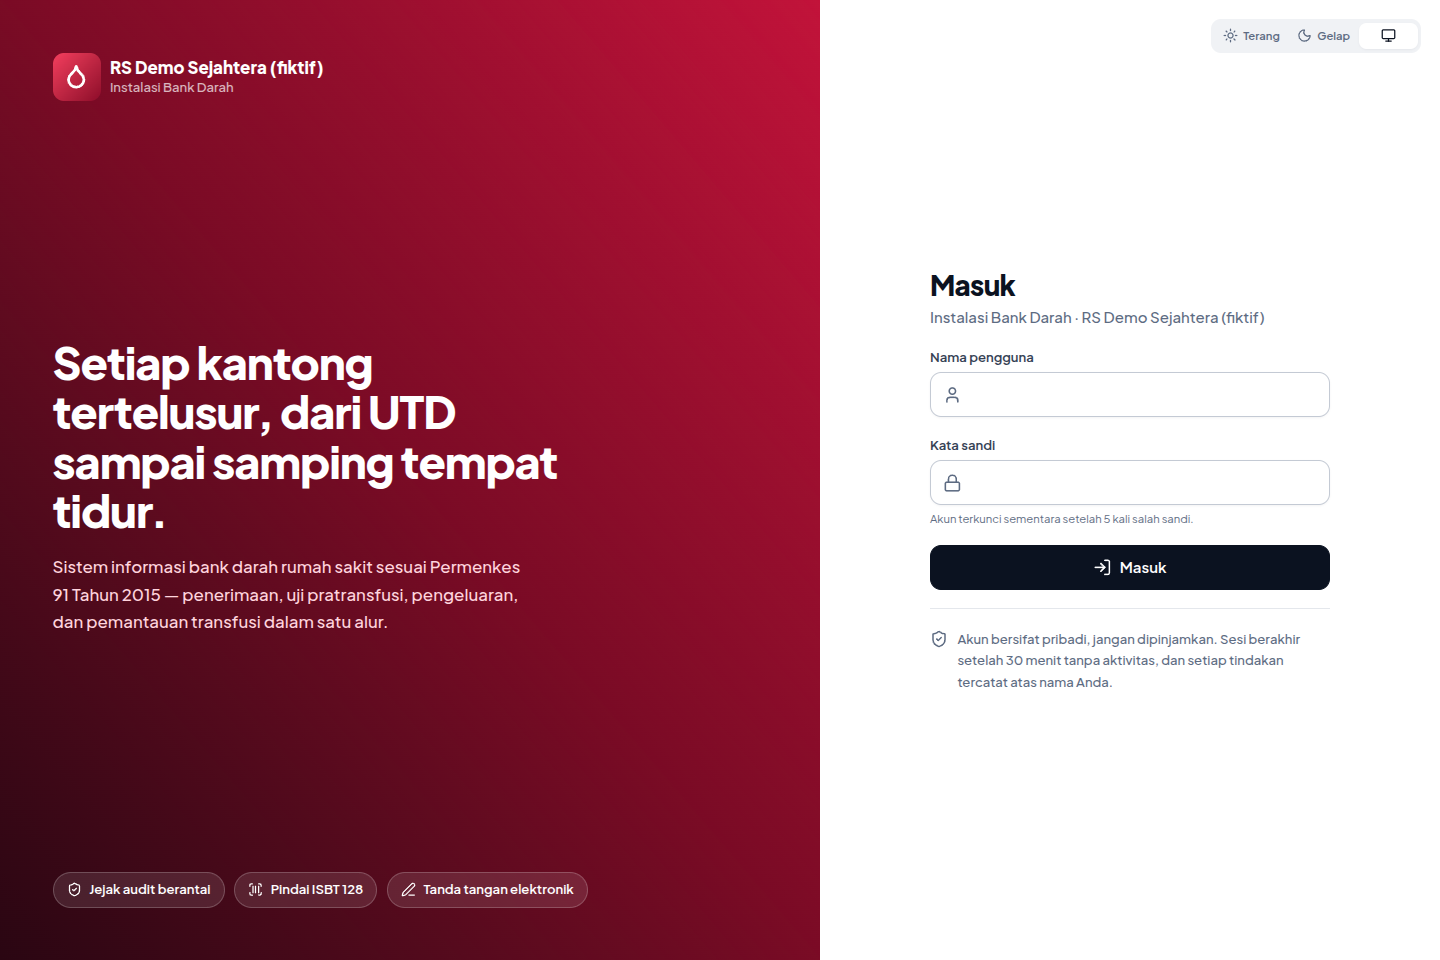 RS Demo Sejahtera (fiktif)
Instalasi Bank Darah
Setiap kantong
tertelusur, dari UTD
sampai samping tempat
tidur.
Sistem informasi bank darah rumah sakit sesuai Permenkes
91 Tahun 2015 — penerimaan, uji pratransfusi, pengeluaran,
dan pemantauan transfusi dalam satu alur.
Jejak audit berantai
Pindai ISBT 128
Tanda tangan elektronik
Terang
Gelap
Masuk
Instalasi Bank Darah · RS Demo Sejahtera (fiktif)
Nama pengguna
Kata sandi
Akun terkunci sementara setelah 5 kali salah sandi.
Masuk
Akun bersifat pribadi, jangan dipinjamkan. Sesi berakhir
setelah 30 menit tanpa aktivitas, dan setiap tindakan
tercatat atas nama Anda.